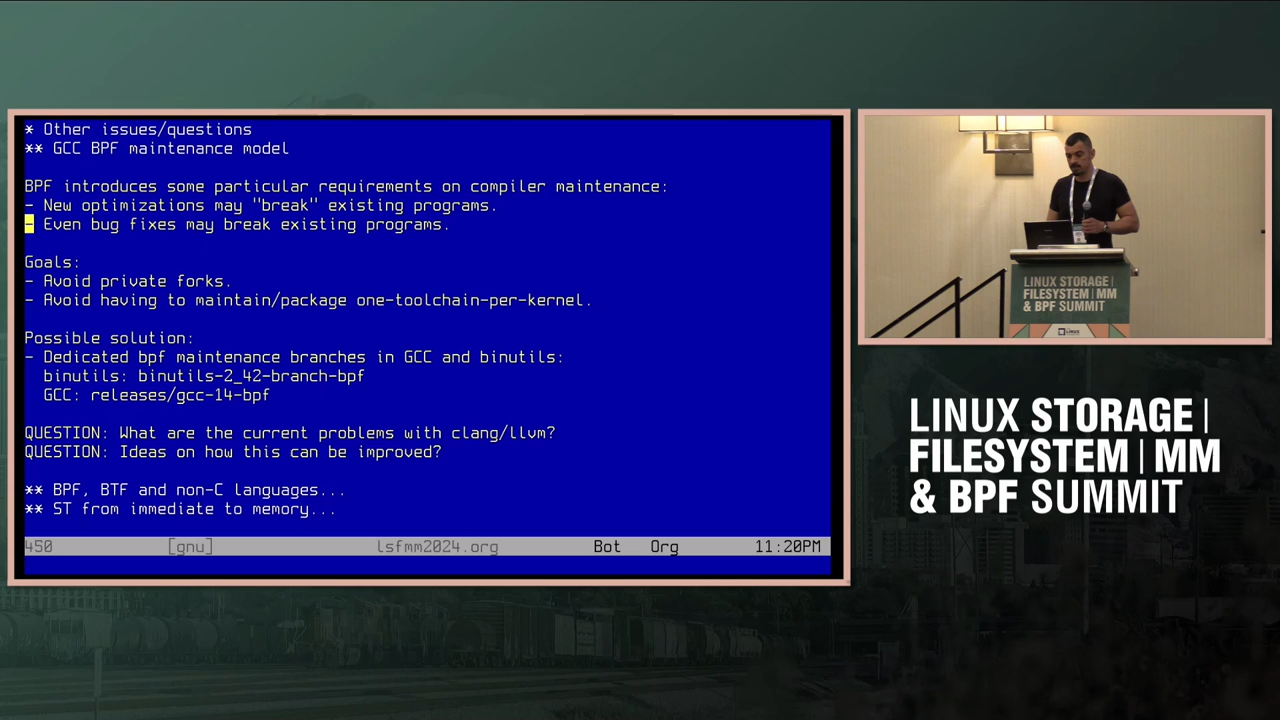 * Other issues/questions
** GCC BPF maintenance model
BPF introduces some particular requirements on compiler maintenance:
- New optimizations may "break" existing programs.
- Even bug fixes may break existing programs.
Goals:
- Avoid private forks.
- Avoid having to maintain/package one-toolchain-per-kernel.
Possible solution:
- Dedicated bpf maintenance branches in GCC and binutils:
binutils: binutils-2_42-branch-bpf
GCC: releases/gcc-14-bpf
QUESTION: What are the current problems with clang/llvm?
QUESTION: Ideas on how this can be improved?
** BPF, BTF and non-C languages...
** ST from immediate to memory...
450 [gnu] lsfmm2024.org Bot Org 11:20PM
LINUX STORAGE|
FILESYSTEM|MM
& BPF SUMMIT
LINUX STORAGE|
FILESYSTEM|MM
& BPF SUMMIT